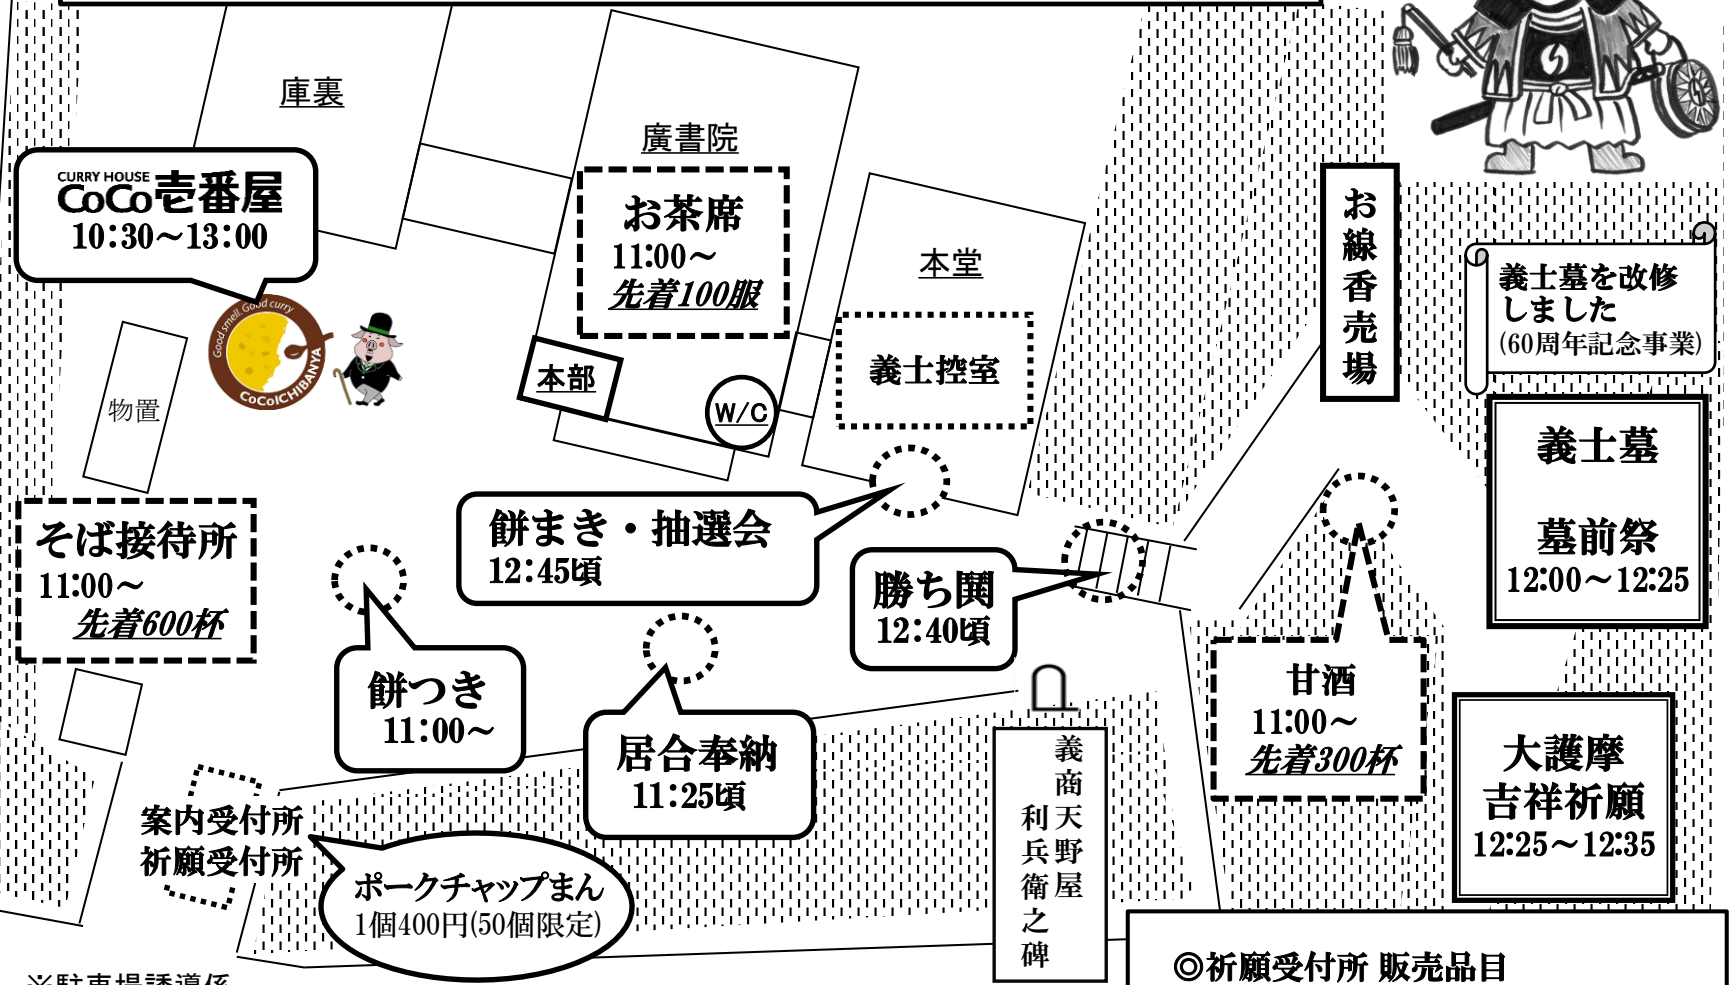 庫裏
CURRY HOUSE
CoCo壱番屋
10:30～13:00
Good smell. Good curry
CoCoICHIBANYA
廣書院
お茶席
11:00～
先着100服
本堂
義士控室
本部
W/C
物置
お線香売場
義士墓を改修
しました
(60周年記念事業)
義士墓
墓前祭
12:00～12:25
そば接待所
11:00～
先着600杯
餅まき・抽選会
12:45頃
勝ち鬨
12:40頃
餅つき
11:00～
居合奉納
11:25頃
甘酒
11:00～
先着300杯
大護摩
吉祥祈願
12:25～12:35
義商天野屋
利兵衛之碑
案内受付所
祈願受付所
ポークチャップまん
1個400円(50個限定)
※駐車場誘導係
◎祈願受付所 販売品目